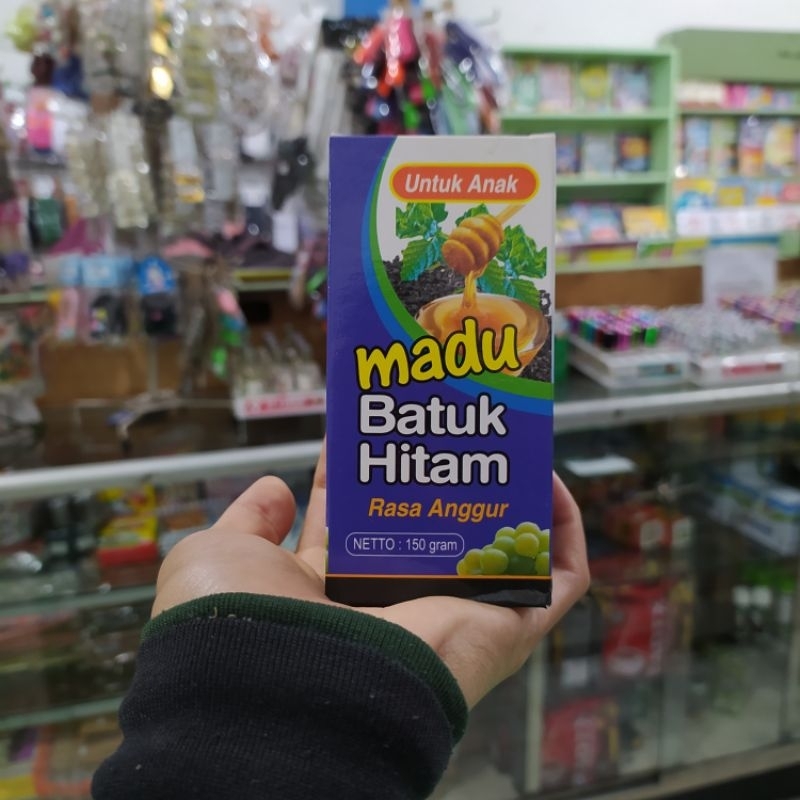 Untuk Anak
madu
Batuk
Hitam
Rasa Anggur
NETTO : 150 gram